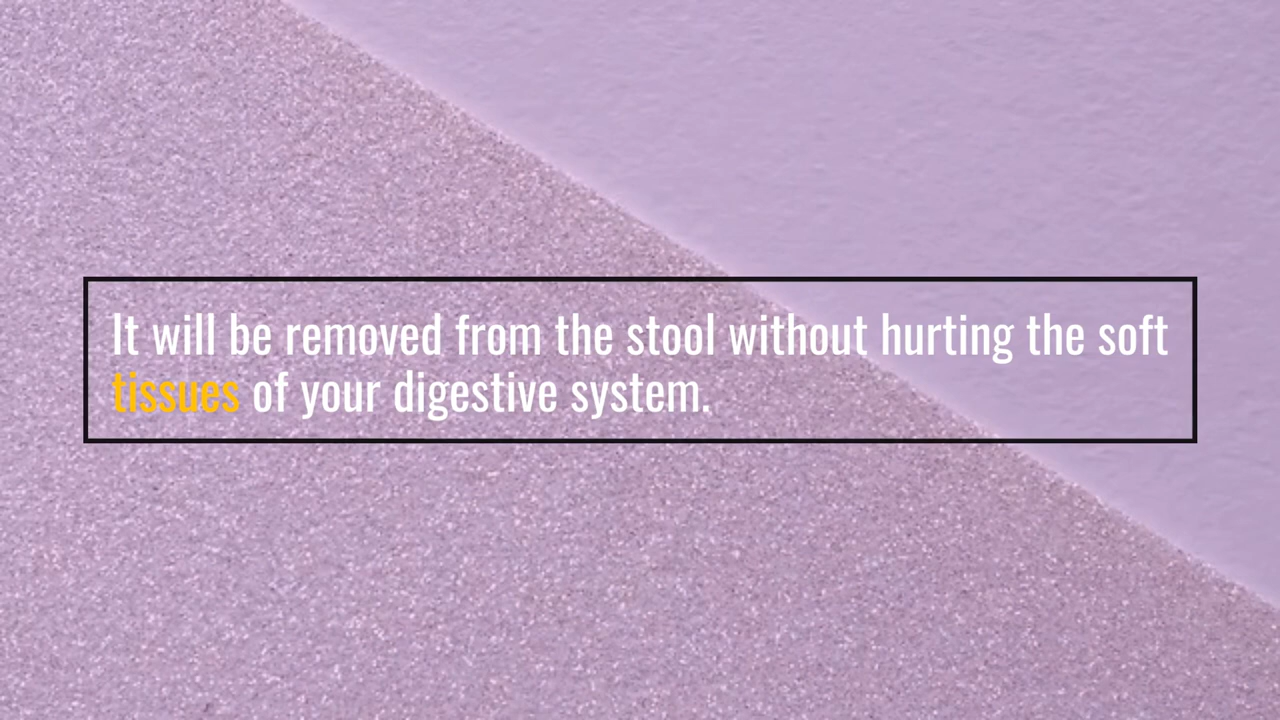 It will be removed from the stool without hurting the soft
tissues of your digestive system.